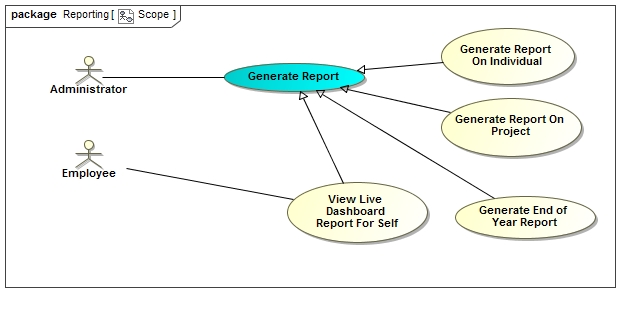 package Reporting [ Scope ]
Generate Report
On Individual
Generate Report
Administrator
Generate Report On
Project
Employee
View Live
Dashboard
Report For Self
Generate End of
Year Report